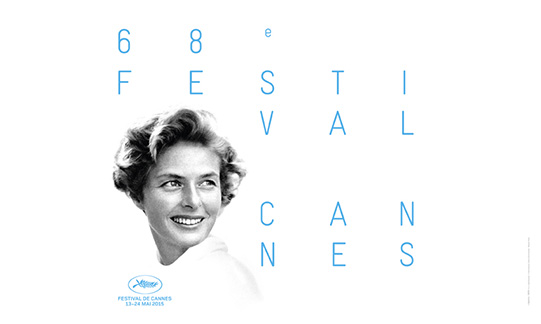 68e
FESTI
VAL
CAN
NES
FESTIVAL DE CANNES
13-24 MAI 2015